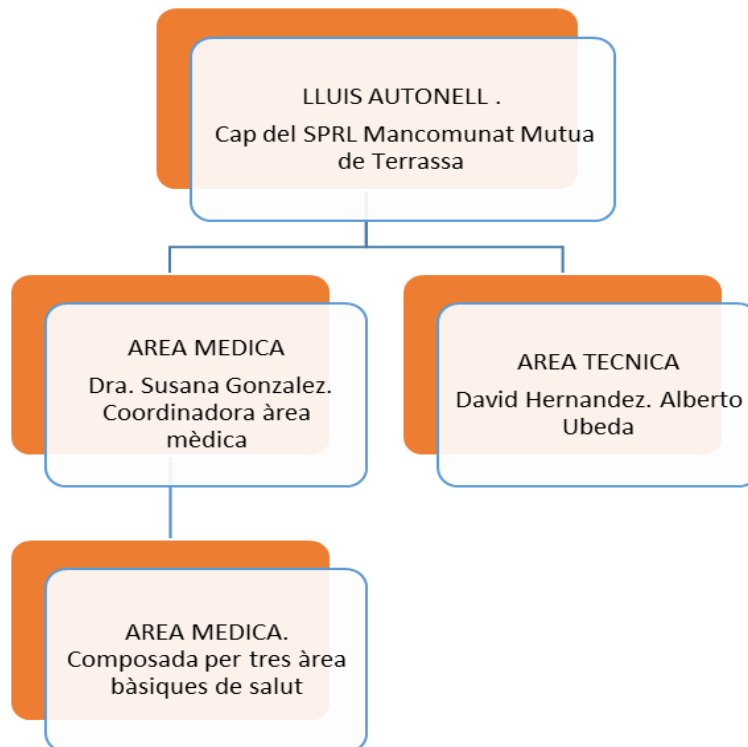 LLUIS AUTONELL .
Cap del SPRL Mancomunat Mutua
de Terrassa
AREA MEDICA
Dra. Susana Gonzalez.
Coordinadora àrea
mèdica
AREA TECNICA
David Hernandez. Alberto
Ubeda
AREA MEDICA.
Composada per tres àrea
bàsiques de salut